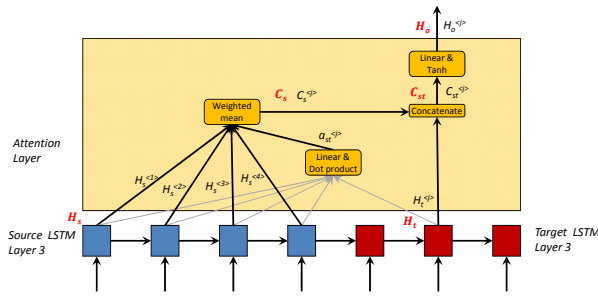 H_o H_o^<j>
Linear &
Tanh
C_s C_s^<j>
C_st C_st^<j>
Weighted
mean
Concatenate
Attention
Layer
a_st^<j>
Linear &
Dot product
H_s^<1>
H_s^<2>
H_s^<3>
H_s^<4>
H_t^<j>
H_s
H_t
Source LSTM
Layer 3
Target LSTM
Layer 3